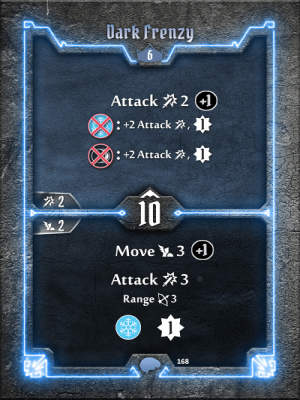 Dark Frenzy
6
Attack 2 +1
: +2 Attack , 1
: +2 Attack , 1
2
10
2
Move 3 +1
Attack 3
Range 3
1
168